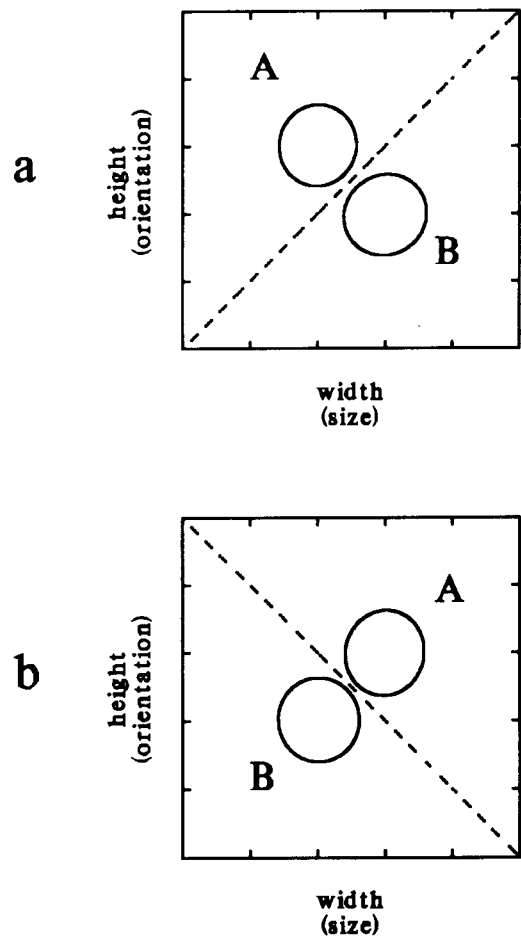 a
A
B
height
(orientation)
width
(size)
b
A
B
height
(orientation)
width
(size)